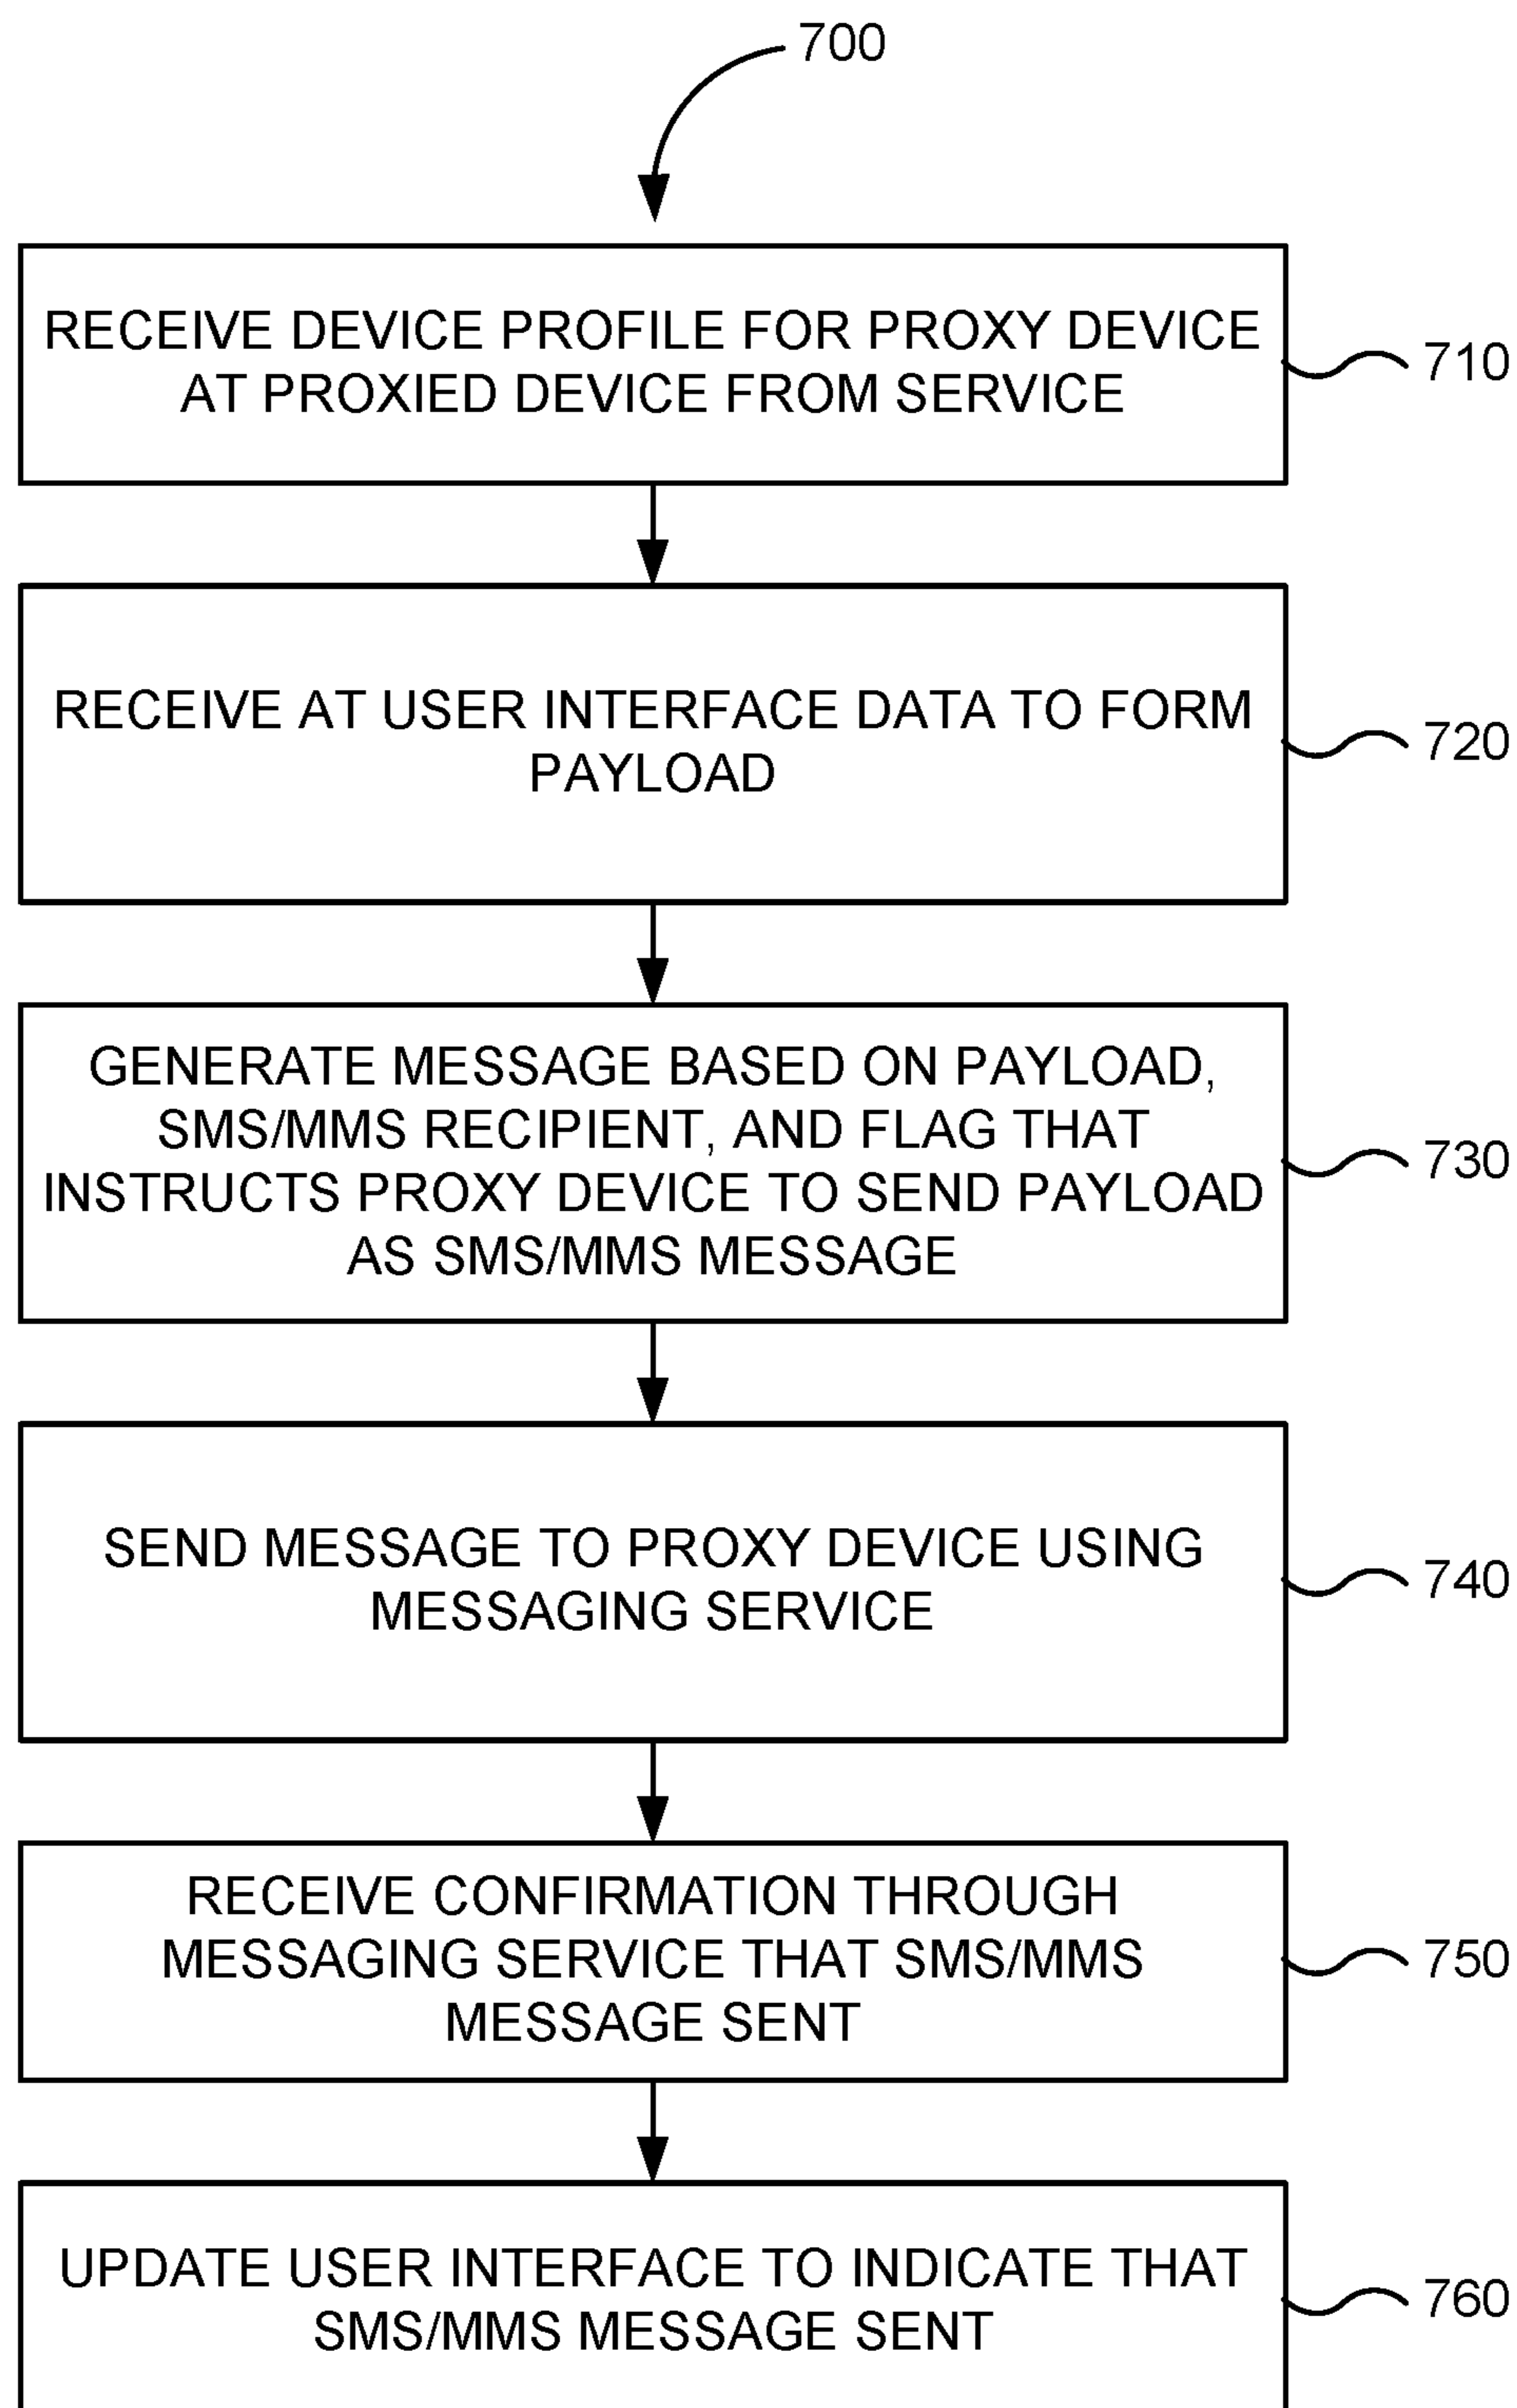 700
RECEIVE DEVICE PROFILE FOR PROXY DEVICE
AT PROXIED DEVICE FROM SERVICE
710
RECEIVE AT USER INTERFACE DATA TO FORM
PAYLOAD
720
GENERATE MESSAGE BASED ON PAYLOAD,
SMS/MMS RECIPIENT, AND FLAG THAT
INSTRUCTS PROXY DEVICE TO SEND PAYLOAD
AS SMS/MMS MESSAGE
730
SEND MESSAGE TO PROXY DEVICE USING
MESSAGING SERVICE
740
RECEIVE CONFIRMATION THROUGH
MESSAGING SERVICE THAT SMS/MMS
MESSAGE SENT
750
UPDATE USER INTERFACE TO INDICATE THAT
SMS/MMS MESSAGE SENT
760